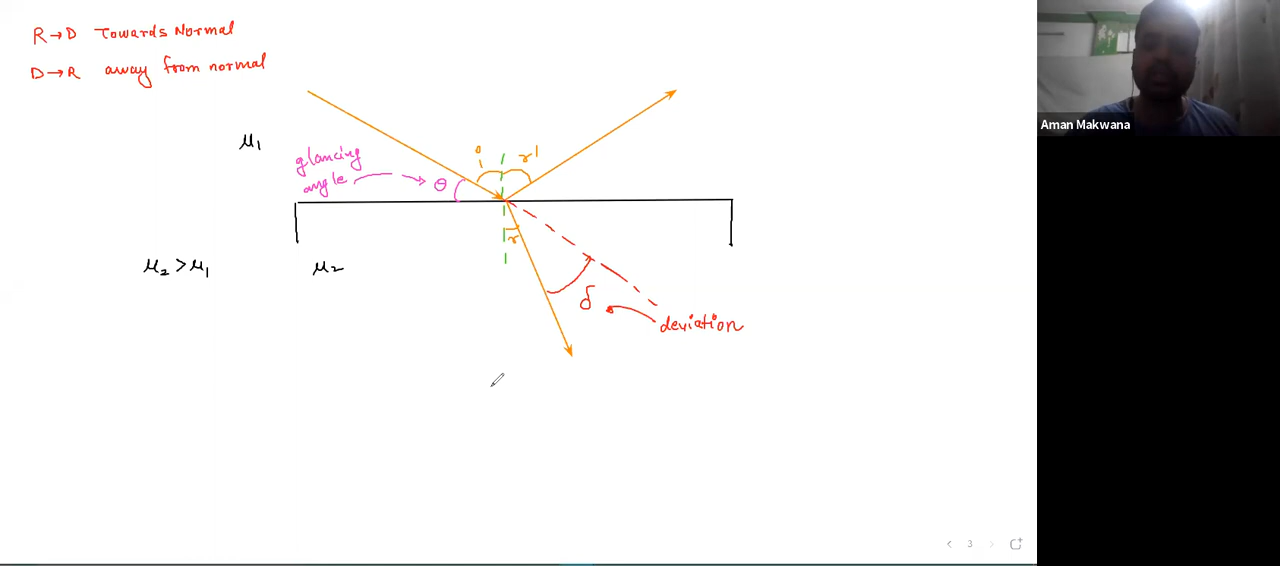 R→D Towards Normal
D→R away from normal
μ₁
glancing
angle
θ
i
r'
r
μ₂ > μ₁
μ₂
δ
deviation
Aman Makwana
3